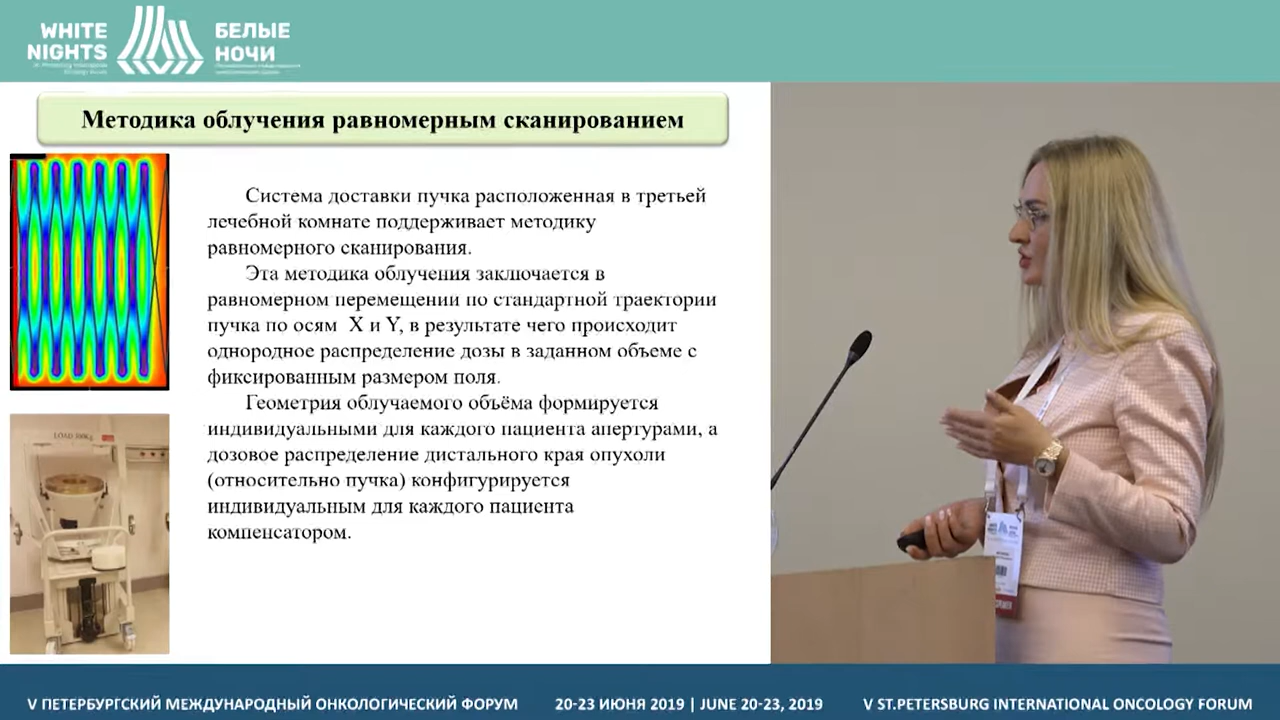 WHITE
NIGHTS
БЕЛЫЕ
НОЧИ
Методика облучения равномерным сканированием
Система доставки пучка расположенная в третьей
лечебной комнате поддерживает методику
равномерного сканирования.
Эта методика облучения заключается в
равномерном перемещении по стандартной траектории
пучка по осям X и Y, в результате чего происходит
однородное распределение дозы в заданном объеме с
фиксированным размером поля.
Геометрия облучаемого объёма формируется
индивидуальными для каждого пациента апертурами, а
дозовое распределение дистального края опухоли
(относительно пучка) конфигурируется
индивидуальным для каждого пациента
компенсатором.
V ПЕТЕРБУРГСКИЙ МЕЖДУНАРОДНЫЙ ОНКОЛОГИЧЕСКИЙ ФОРУМ
20-23 ИЮНЯ 2019 | JUNE 20-23, 2019
V ST.PETERSBURG INTERNATIONAL ONCOLOGY FORUM